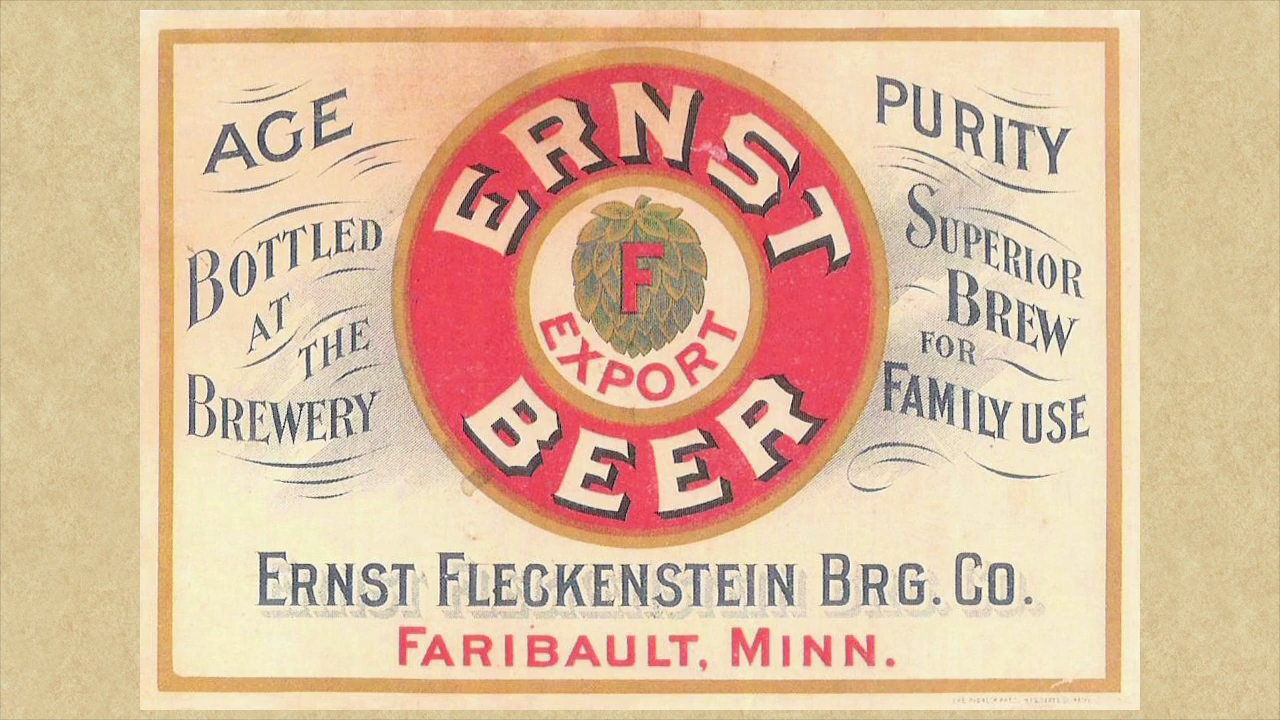 ERNST
F
EXPORT
BEER
AGE
BOTTLED
AT
THE
BREWERY
PURITY
SUPERIOR
BREW
FOR
FAMILY USE
ERNST FLECKENSTEIN BRG. CO.
FARIBAULT, MINN.